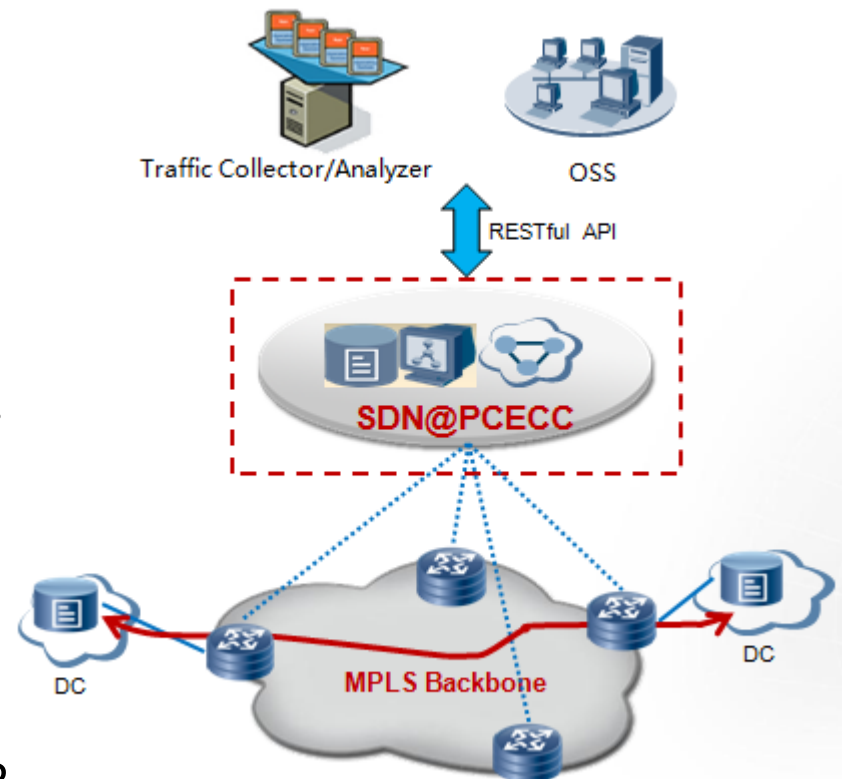 Traffic Collector/Analyzer
OSS
RESTful API
SDN@PCECC
DC
DC
MPLS Backbone